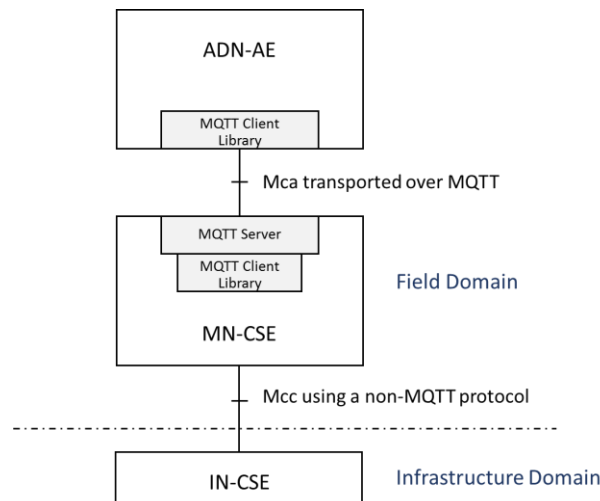 ADN-AE
MQTT Client
Library
Mca transported over MQTT
MQTT Server
MQTT Client
Library
Field Domain
MN-CSE
Mcc using a non-MQTT protocol
Infrastructure Domain
IN-CSE